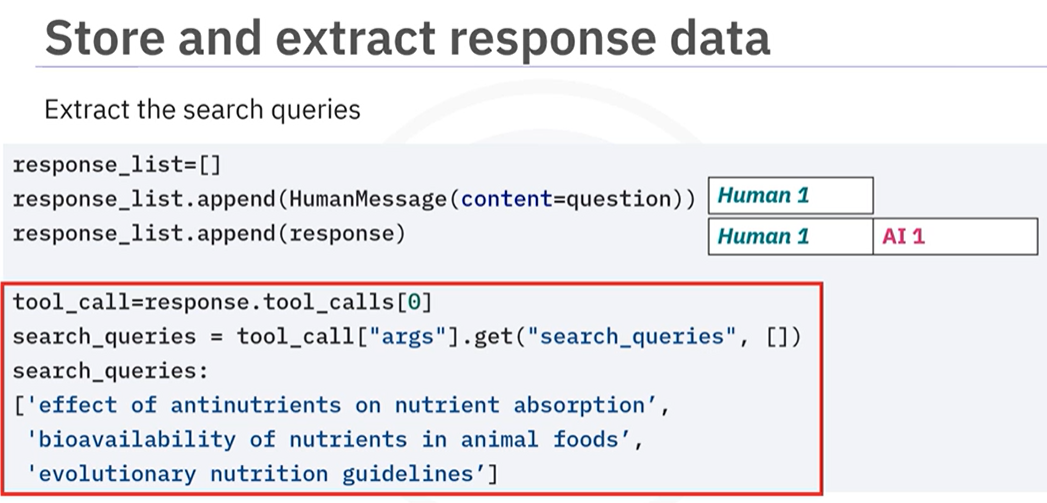 Store and extract response data
Extract the search queries
response_list=[]
response_list.append(HumanMessage(content=question)) Human 1
response_list.append(response) Human 1 AI 1
tool_call=response.tool_calls[0]
search_queries = tool_call["args"].get("search_queries", [])
search_queries:
['effect of antinutrients on nutrient absorption’,
'bioavailability of nutrients in animal foods’,
'evolutionary nutrition guidelines’]